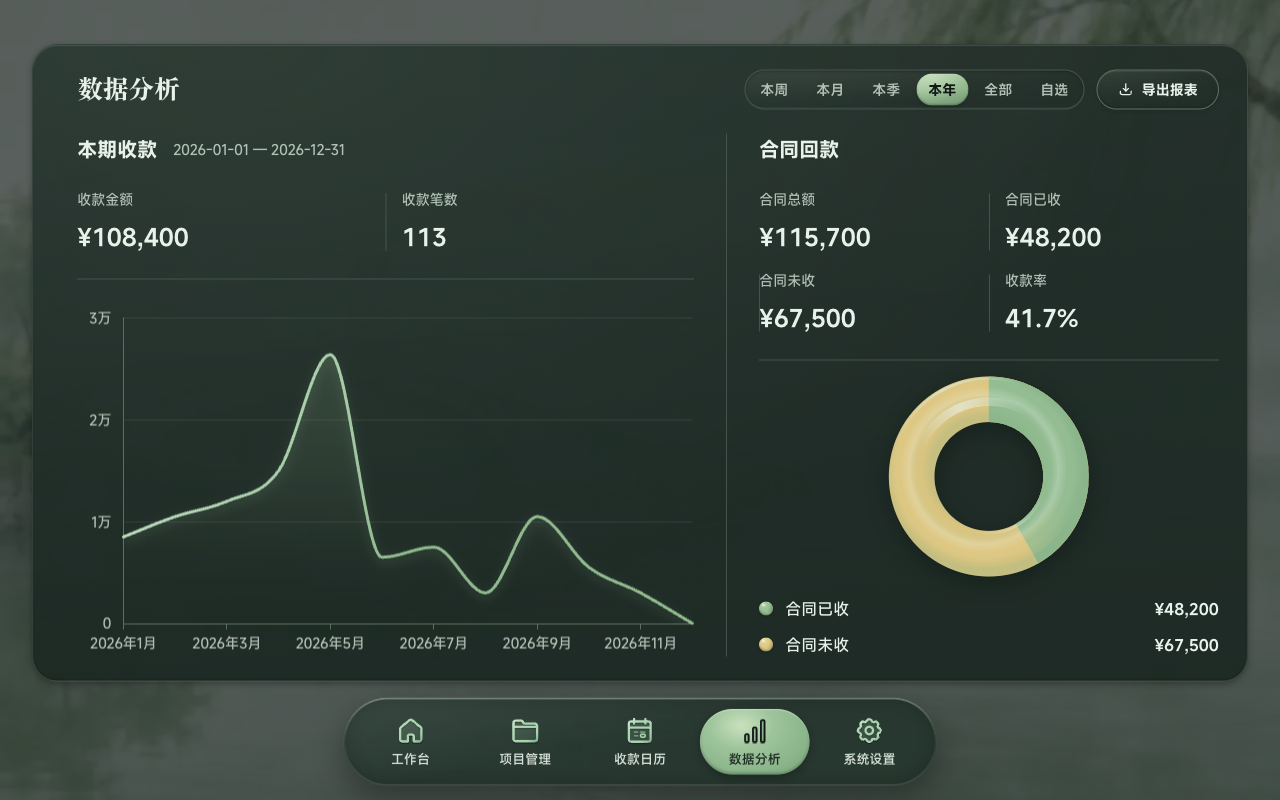 数据分析
本周 本月 本季 本年 全部 自选
导出报表
本期收款 2026-01-01 — 2026-12-31
收款金额 收款笔数
¥108,400 113
3万
2万
1万
0
2026年1月 2026年3月 2026年5月 2026年7月 2026年9月 2026年11月
合同回款
合同总额 合同已收
¥115,700 ¥48,200
合同未收 收款率
¥67,500 41.7%
合同已收 ¥48,200
合同未收 ¥67,500
工作台 项目管理 收款日历 数据分析 系统设置